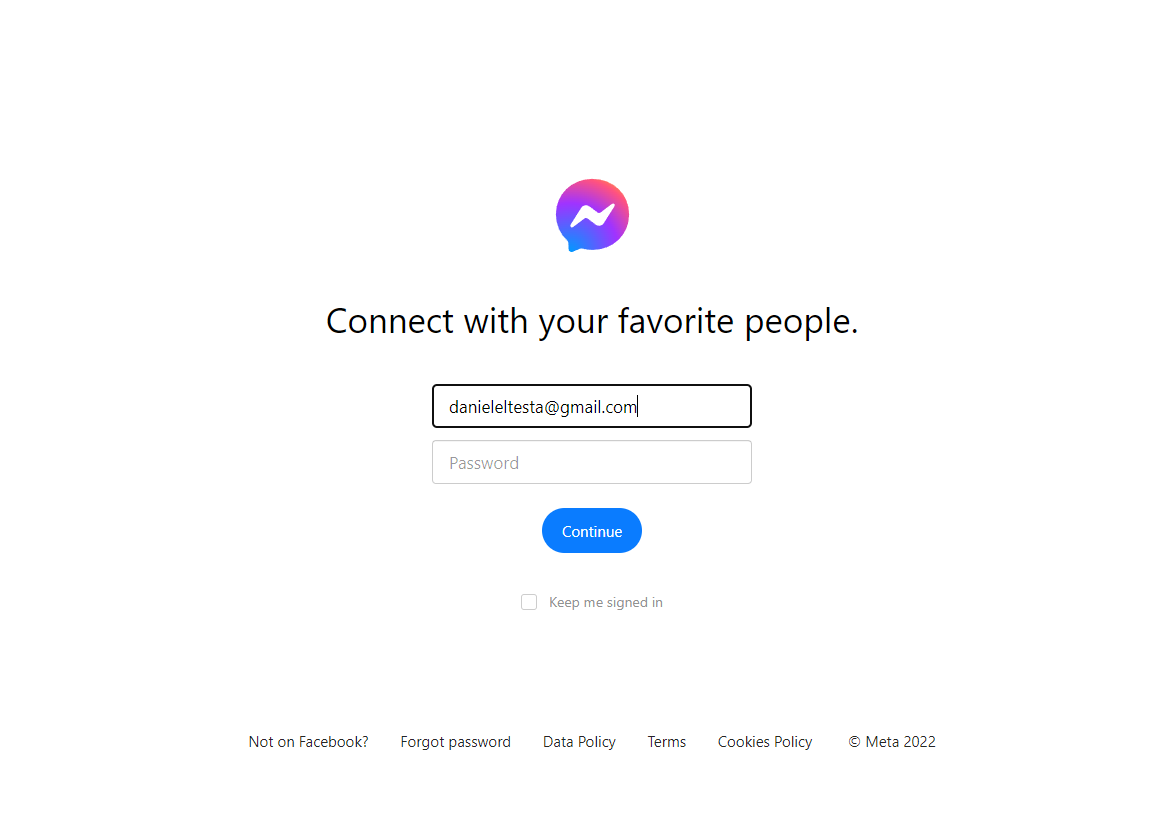 Connect with your favorite people.
danieleltesta@gmail.com
Password
Continue
Keep me signed in
Not on Facebook? Forgot password Data Policy Terms Cookies Policy © Meta 2022